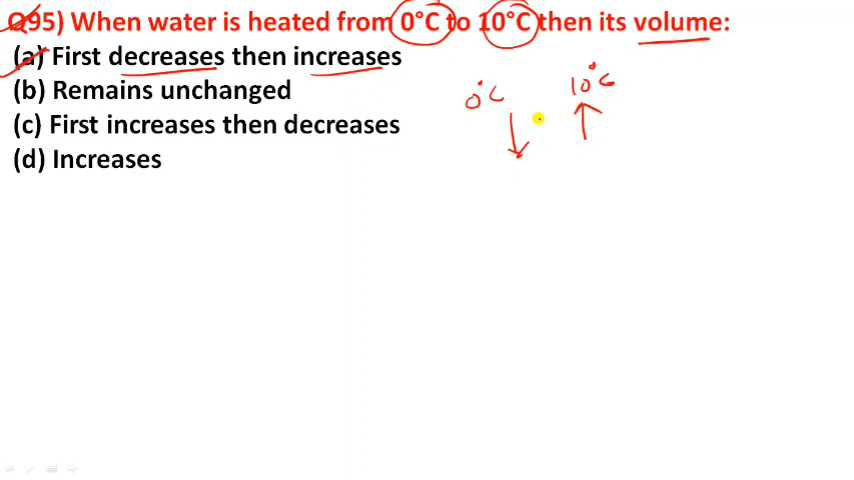 Q95) When water is heated from 0°C to 10°C then its volume:
(a) First decreases then increases
(b) Remains unchanged
(c) First increases then decreases
(d) Increases
0°C 10°C